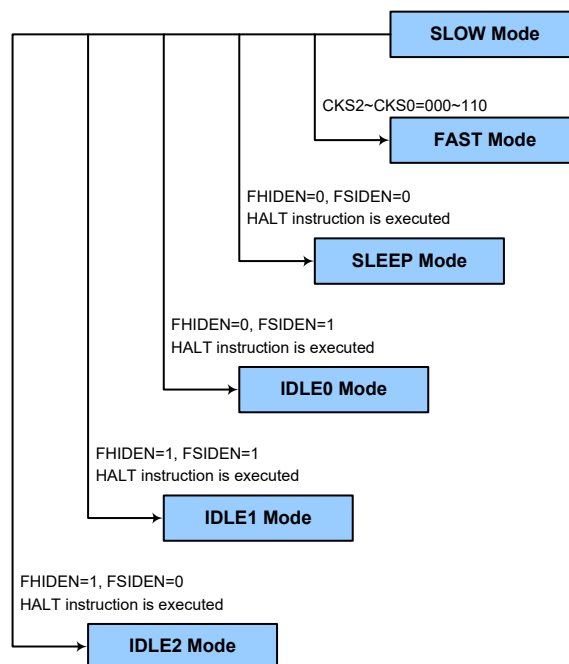 SLOW Mode
CKS2~CKS0=000~110
FAST Mode
FHIDEN=0, FSIDEN=0
HALT instruction is executed
SLEEP Mode
FHIDEN=0, FSIDEN=1
HALT instruction is executed
IDLE0 Mode
FHIDEN=1, FSIDEN=1
HALT instruction is executed
IDLE1 Mode
FHIDEN=1, FSIDEN=0
HALT instruction is executed
IDLE2 Mode